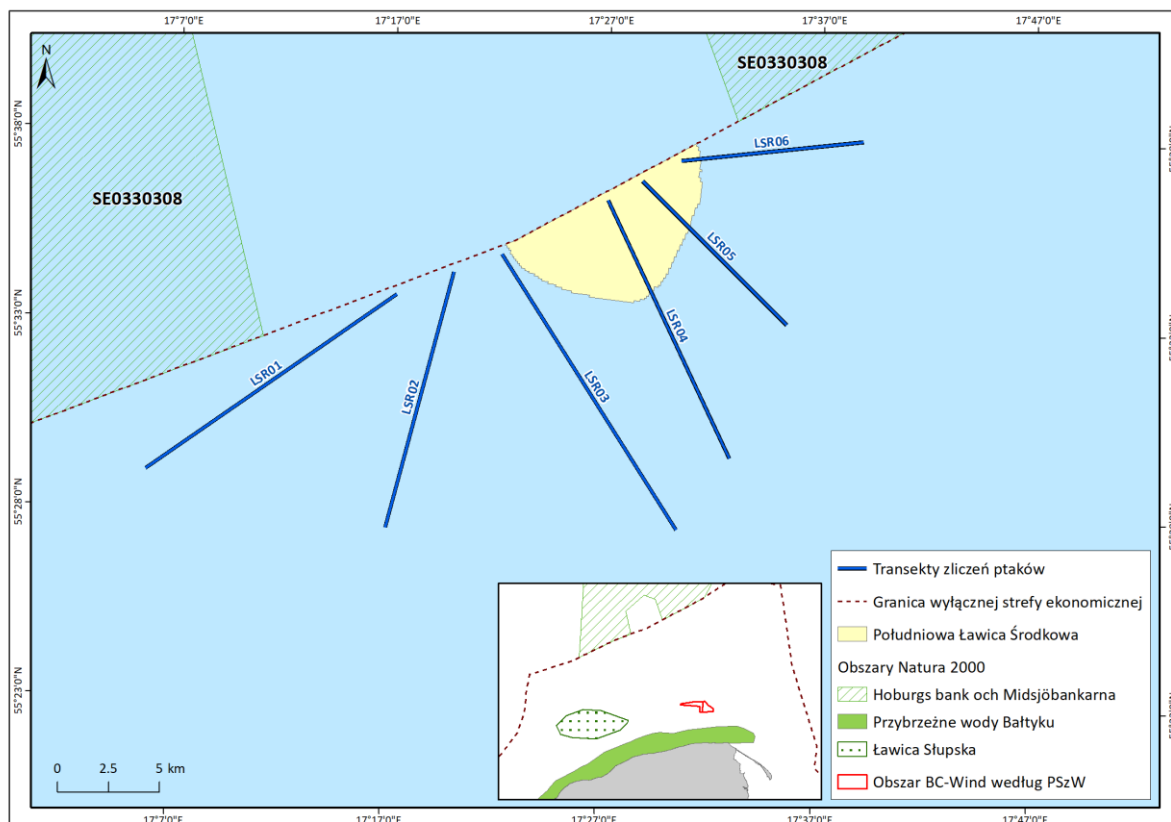 17°7'0"E
17°17'0"E
17°27'0"E
17°37'0"E
17°47'0"E
N
SE0330308
55°38'0"N
LSR06
SE0330308
LSR05
LSR04
55°33'0"N
LSR01
LSR02
LSR03
55°28'0"N
Transekty zliczeń ptaków
Granica wyłącznej strefy ekonomicznej
Południowa Ławica Środkowa
Obszary Natura 2000
55°23'0"N
Hoburgs bank och Midsjöbankarna
Przybrzeżne wody Bałtyku
Ławica Słupska
0 2.5 5 km
Obszar BC-Wind według PSzW
17°7'0"E
17°17'0"E
17°27'0"E
17°37'0"E
17°47'0"E